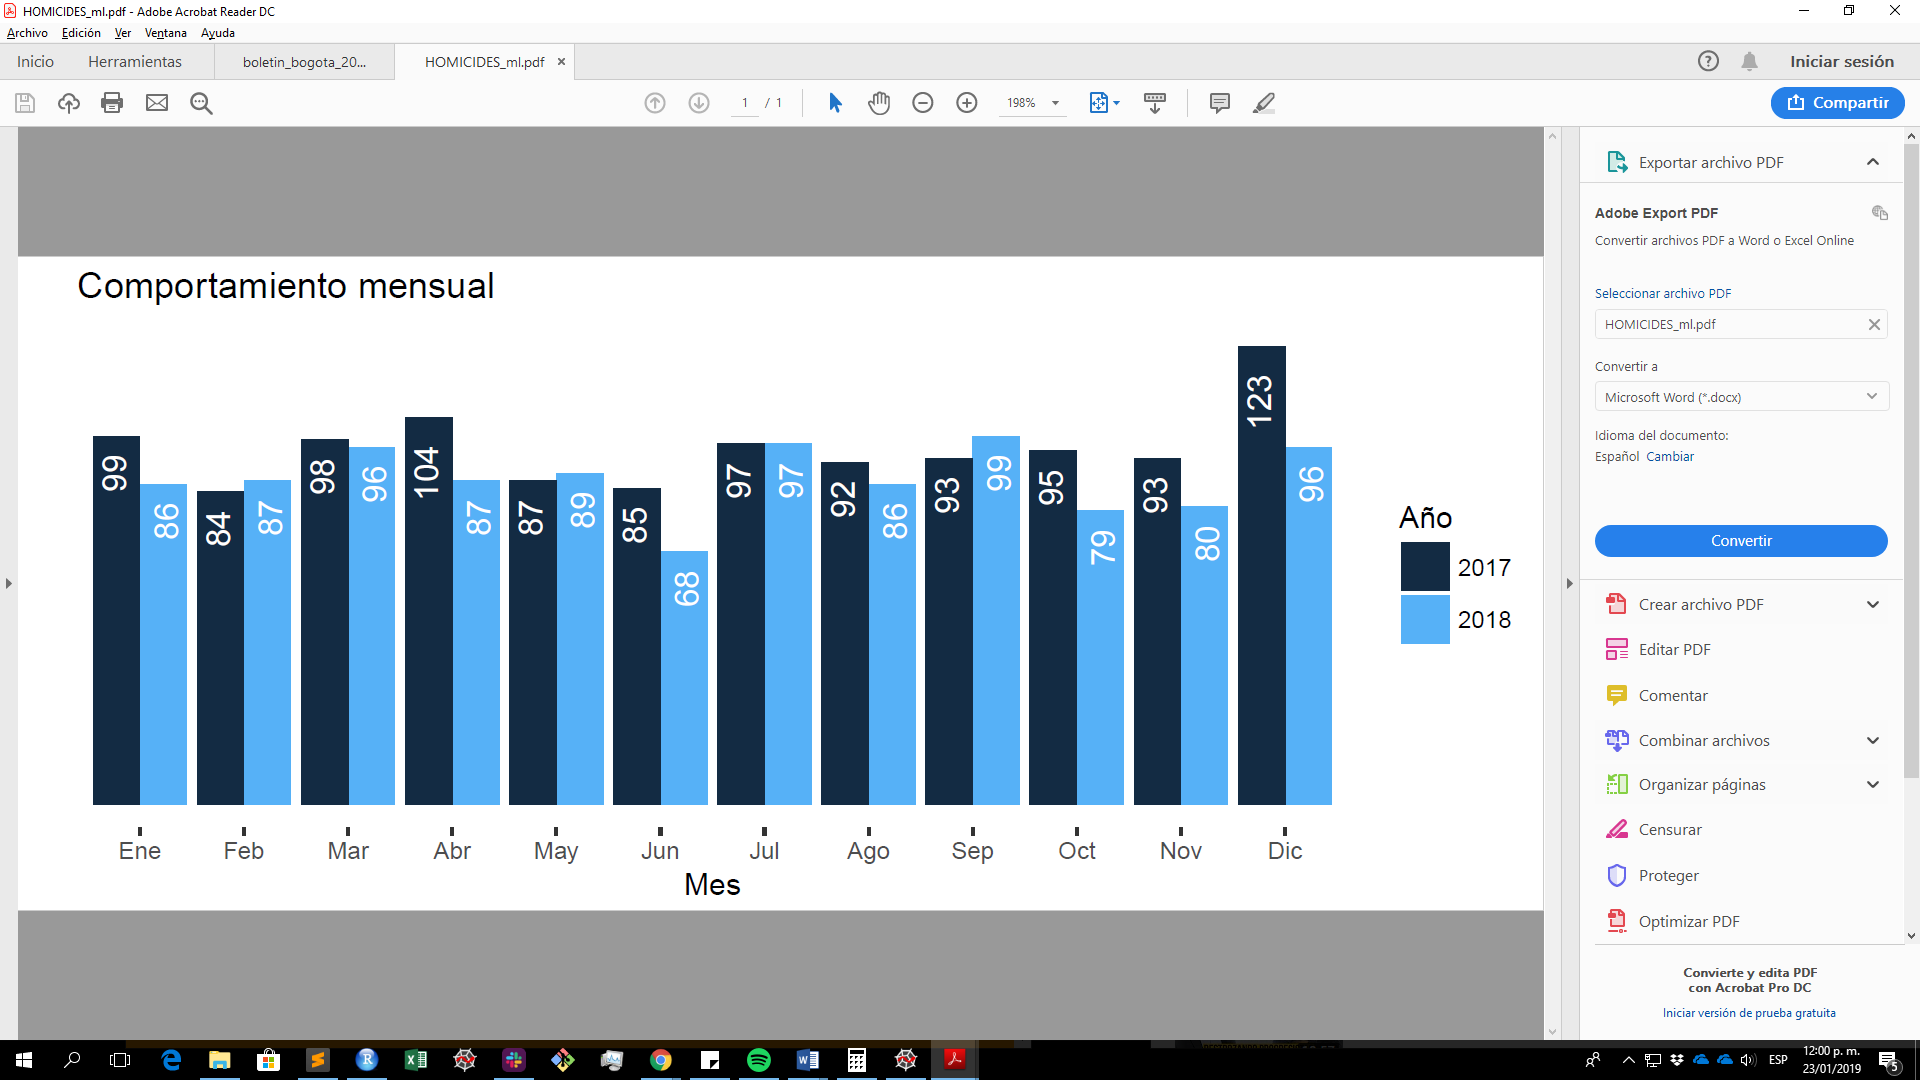 HOMICIDES_ml.pdf - Adobe Acrobat Reader DC
Archivo Edición Ver Ventana Ayuda
Inicio Herramientas boletin_bogota_20... HOMICIDES_ml.pdf × Iniciar sesión
1 / 1 198% Compartir
Comportamiento mensual
99 86 84 87 98 96 104 87 87 89 85 68 97 97 92 86 93 99 95 79 93 80 123 96
Ene Feb Mar Abr May Jun Jul Ago Sep Oct Nov Dic
Mes
Año
2017
2018
Exportar archivo PDF
Adobe Export PDF
Convertir archivos PDF a Word o Excel Online
Seleccionar archivo PDF
HOMICIDES_ml.pdf
Convertir a
Microsoft Word (*.docx)
Idioma del documento:
Español Cambiar
Convertir
Crear archivo PDF
Editar PDF
Comentar
Combinar archivos
Organizar páginas
Censurar
Proteger
Optimizar PDF
Convierte y edita PDF
con Acrobat Pro DC
Iniciar versión de prueba gratuita
ESP
12:00 p. m.
23/01/2019
5